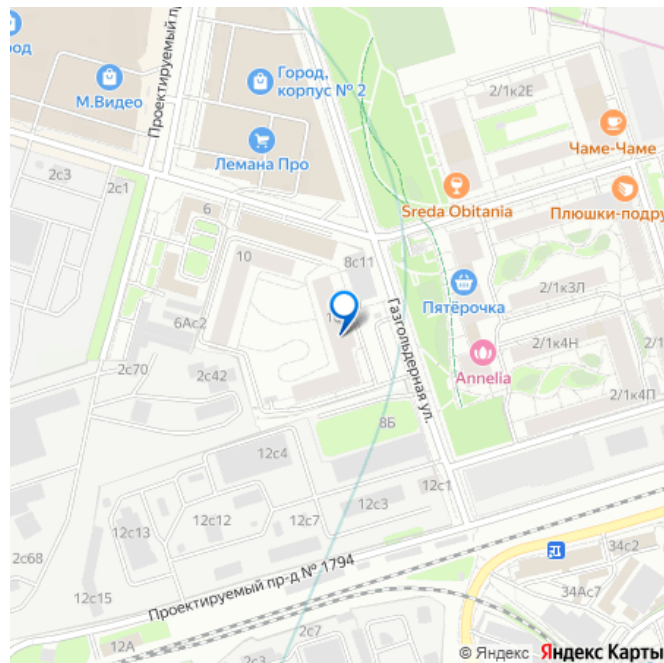 род
М.Видео
Проектируемый пр
Город,
корпус № 2
Лемана Про
2/1к2Е
Чаме-Чаме
Sreda Obitania
Плюшки-подру
2с3
2с1
6
10
8с11
Пятёрочка
2/1к3Л
6Ас2
Газгольдерная ул.
2/1к4Н
Annelia
2с70
2с42
2/1к4П
8Б
12с4
12с1
12с3
12с13
12с12
12с7
2с68
34с2
Проектируемый пр-д № 1794
34Ас7
12с15
2с7
12А
2с3
© Яндекс Яндекс Карты